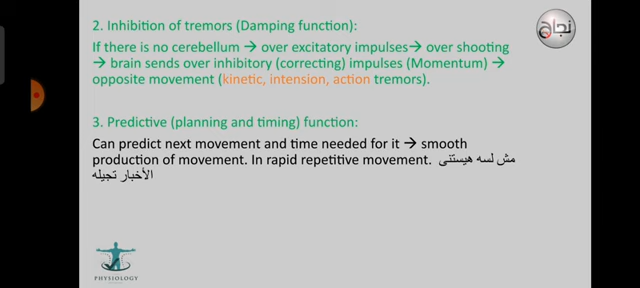 2. Inhibition of tremors (Damping function):
نجاح
If there is no cerebellum → over excitatory impulses→ over shooting
→ brain sends over inhibitory (correcting) impulses (Momentum) →
opposite movement (kinetic, intension, action tremors).
3. Predictive (planning and timing) function:
Can predict next movement and time needed for it → smooth
production of movement. In rapid repetitive movement. مش لسه هيستنى
الأخبار تجيله
PHYSIOLOGY